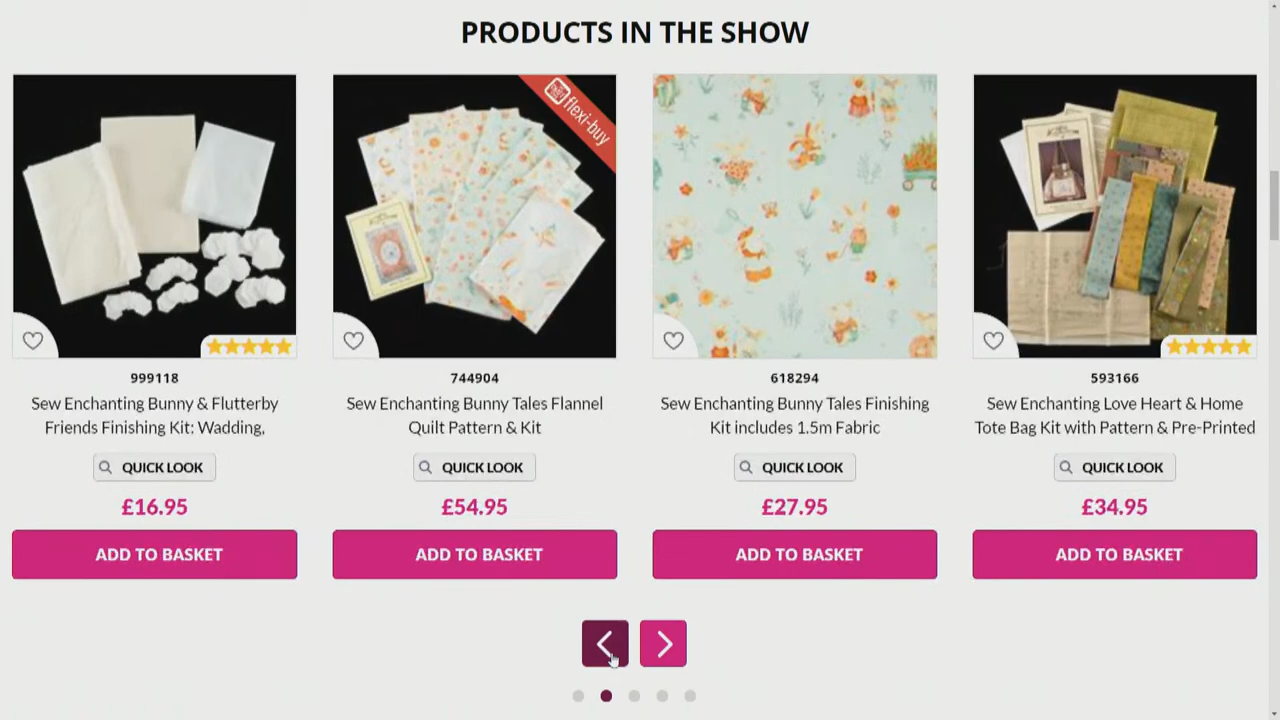 PRODUCTS IN THE SHOW
flexi-buy
999118
Sew Enchanting Bunny & Flutterby
Friends Finishing Kit: Wadding,
QUICK LOOK
£16.95
ADD TO BASKET
744904
Sew Enchanting Bunny Tales Flannel
Quilt Pattern & Kit
QUICK LOOK
£54.95
ADD TO BASKET
618294
Sew Enchanting Bunny Tales Finishing
Kit includes 1.5m Fabric
QUICK LOOK
£27.95
ADD TO BASKET
593166
Sew Enchanting Love Heart & Home
Tote Bag Kit with Pattern & Pre-Printed
QUICK LOOK
£34.95
ADD TO BASKET